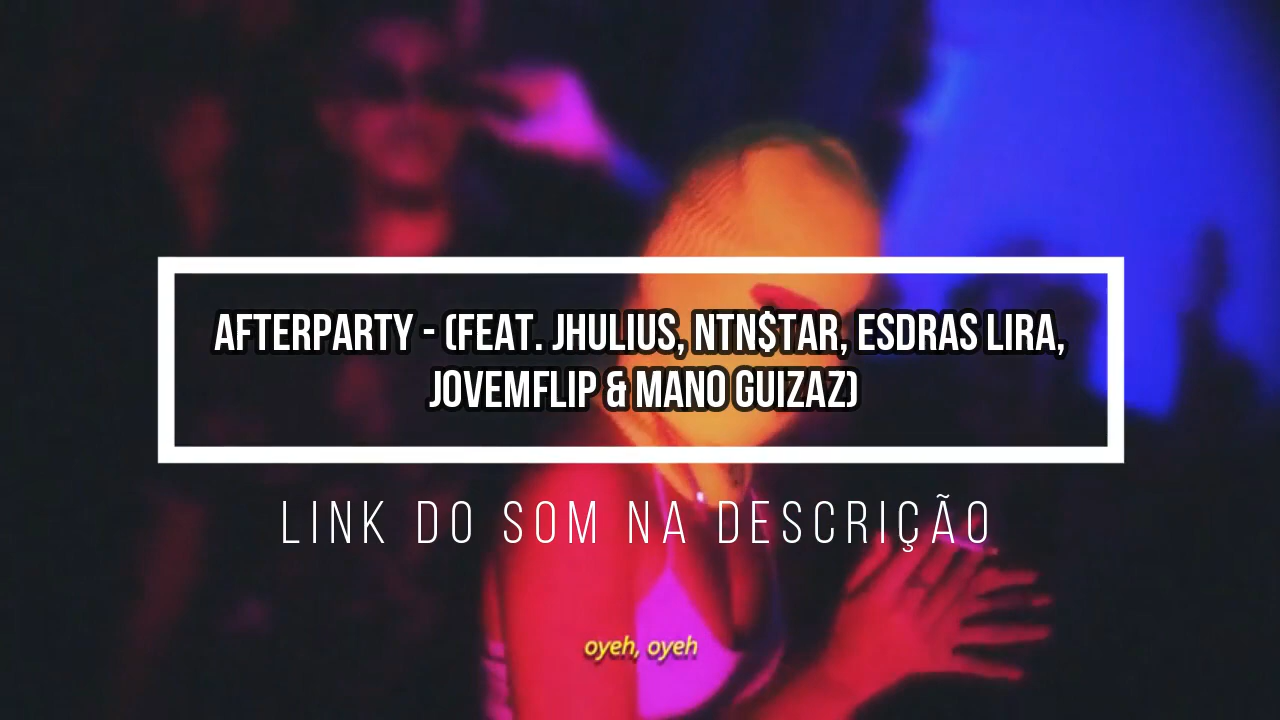 AFTERPARTY - (FEAT. JHULIUS, NTN$TAR, ESDRAS LIRA,
JOVEMFLIP & MANO GUIZAZ)
LINK DO SOM NA DESCRIÇÃO
oyeh, oyeh